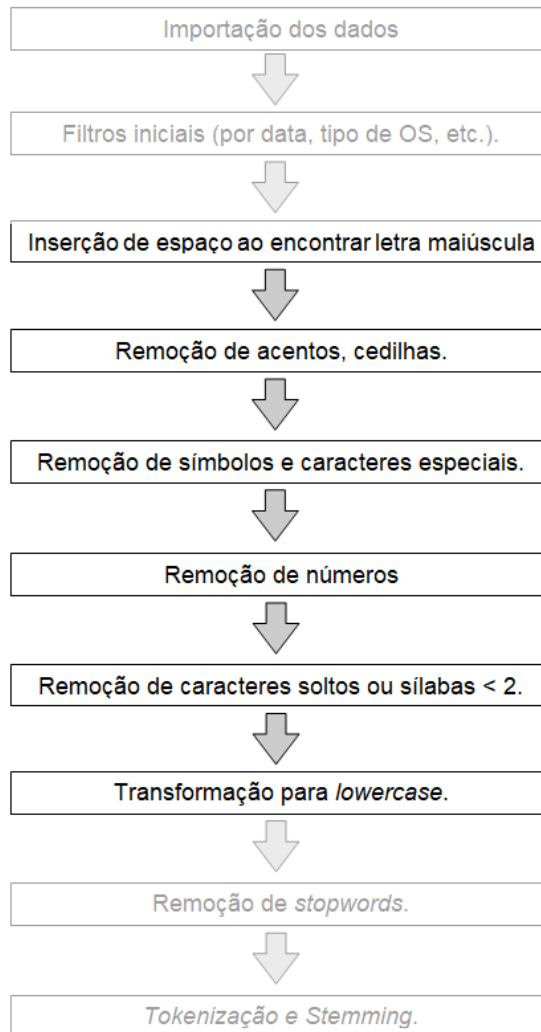 Importação dos dados
Filtros iniciais (por data, tipo de OS, etc.).
Inserção de espaço ao encontrar letra maiúscula
Remoção de acentos, cedilhas.
Remoção de símbolos e caracteres especiais.
Remoção de números
Remoção de caracteres soltos ou sílabas < 2.
Transformação para lowercase.
Remoção de stopwords.
Tokenização e Stemming.